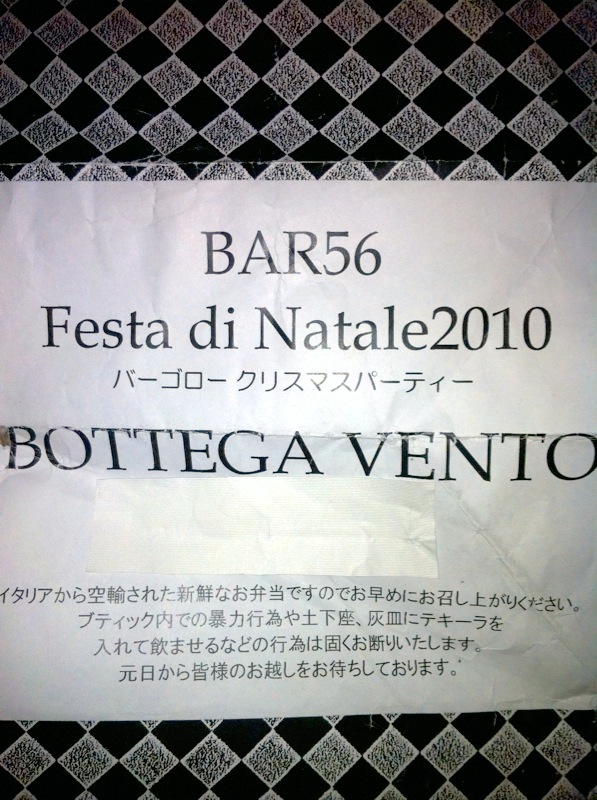 BAR56
Festa di Natale2010
バーゴロー クリスマスパーティー
BOTTEGA VENTO
イタリアから空輸された新鮮なお弁当ですのでお早めにお召し上がりください。
ブティック内での暴力行為や土下座、灰皿にテキーラを
入れて飲ませるなどの行為は固くお断りいたします。
元日から皆様のお越しをお待ちしております。